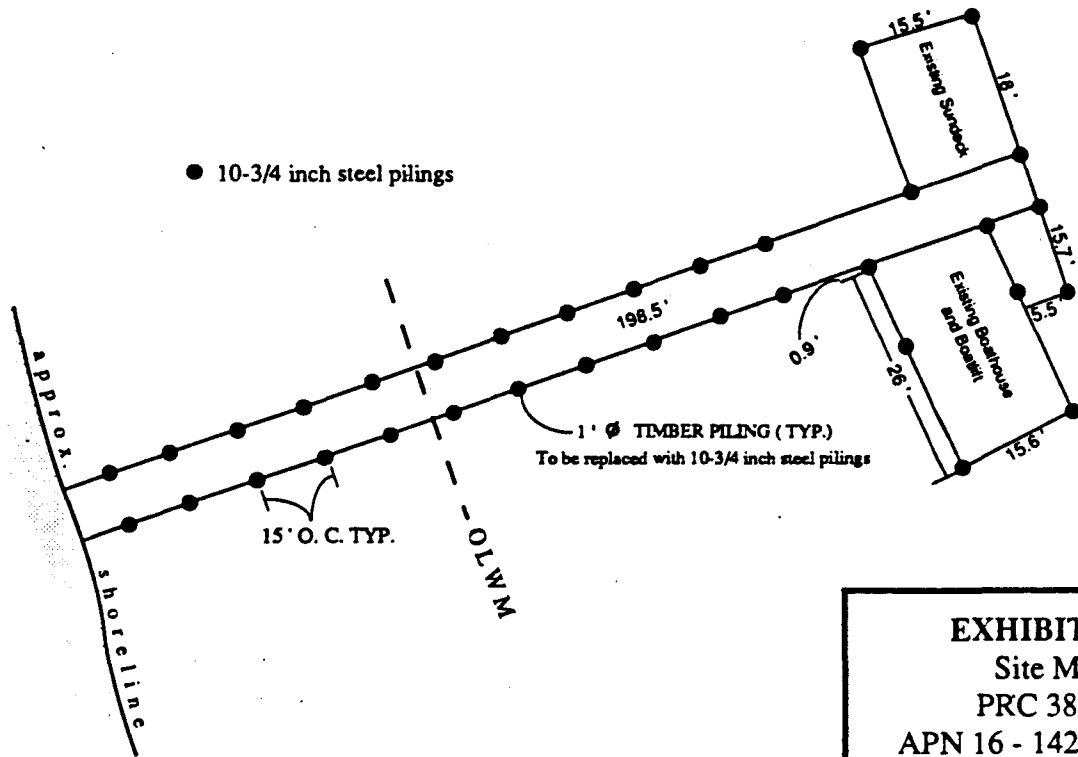 15.5'
Existing Sundeck
18'
● 10-3/4 inch steel pilings
15.7'
5.5'
198.5'
Existing Boathouse
and Boatlift
0.9'
26'
15.6'
1' Ø TIMBER PILING (TYP.)
To be replaced with 10-3/4 inch steel pilings
15' O. C. TYP.
OLWM
approx.
shoreline
EXHIBIT
Site M
PRC 38
APN 16 - 142